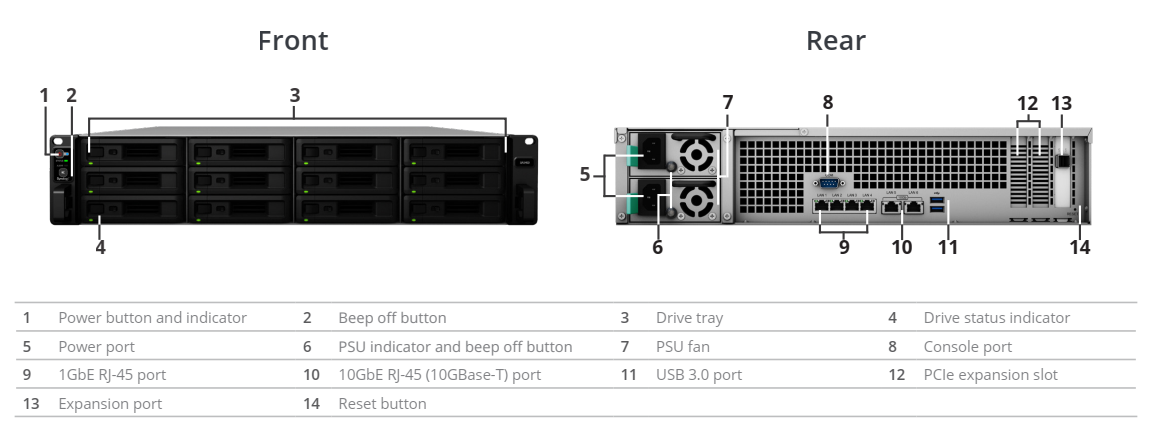 Front Rear
1 2 3 7 8 12 13
5
4 6 9 10 11 14
1 Power button and indicator 2 Beep off button 3 Drive tray 4 Drive status indicator
5 Power port 6 PSU indicator and beep off button 7 PSU fan 8 Console port
9 1GbE RJ-45 port 10 10GbE RJ-45 (10GBase-T) port 11 USB 3.0 port 12 PCIe expansion slot
13 Expansion port 14 Reset button